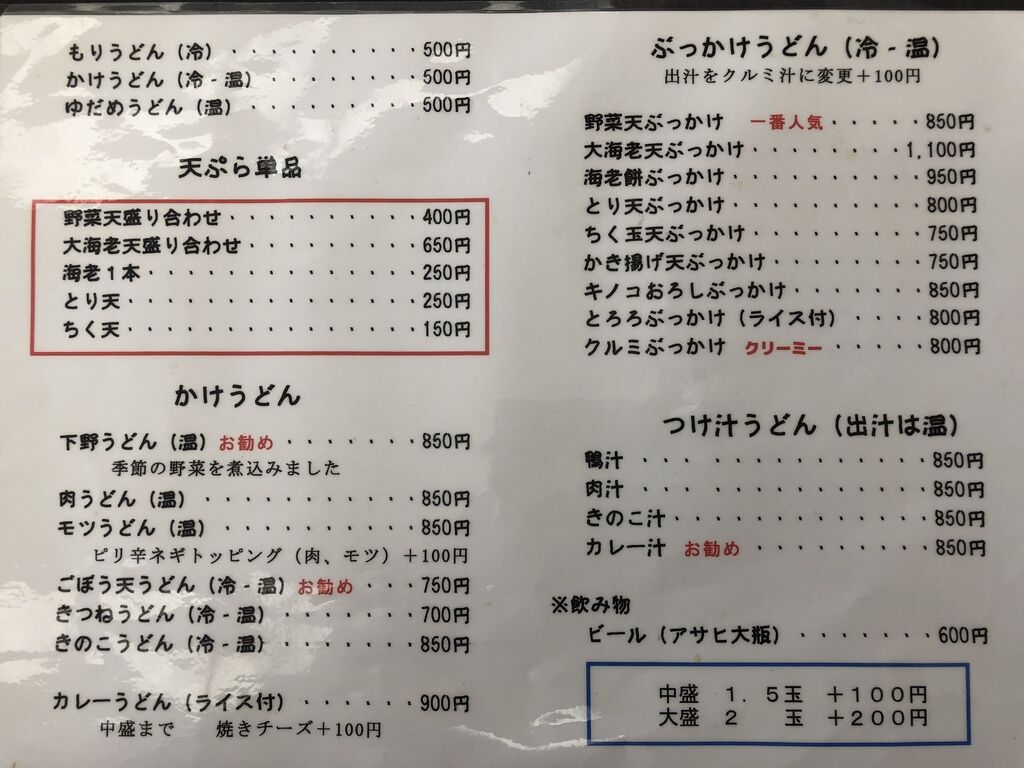 もりうどん（冷）・・・・・・・・・・500円
かけうどん（冷‐温）・・・・・・・・500円
ゆだめうどん（温）・・・・・・・・・500円
天ぷら単品
野菜天盛り合わせ・・・・・・・・・・400円
大海老天盛り合わせ・・・・・・・・・650円
海老１本・・・・・・・・・・・・・・250円
とり天・・・・・・・・・・・・・・・250円
ちく天・・・・・・・・・・・・・・・150円
かけうどん
下野うどん（温）お勧め・・・・・・・850円
季節の野菜を煮込みました
肉うどん（温）・・・・・・・・・・・850円
モツうどん（温）・・・・・・・・・・850円
ピリ辛ネギトッピング（肉、モツ）＋100円
ごぼう天うどん（冷‐温）お勧め・・・750円
きつねうどん（冷‐温）・・・・・・・700円
きのこうどん（冷‐温）・・・・・・・850円
カレーうどん（ライス付）・・・・・・900円
中盛まで　焼きチーズ＋100円
ぶっかけうどん（冷‐温）
出汁をクルミ汁に変更＋100円
野菜天ぶっかけ　一番人気・・・・・850円
大海老天ぶっかけ・・・・・・・・1,100円
海老餅ぶっかけ・・・・・・・・・・950円
とり天ぶっかけ・・・・・・・・・・800円
ちく玉天ぶっかけ・・・・・・・・・750円
かき揚げ天ぶっかけ・・・・・・・・750円
キノコおろしぶっかけ・・・・・・・850円
とろろぶっかけ（ライス付）・・・・800円
クルミぶっかけ　クリーミー・・・・・800円
つけ汁うどん（出汁は温）
鴨汁・・・・・・・・・・・・850円
肉汁・・・・・・・・・・・・850円
きのこ汁・・・・・・・・・・850円
カレー汁　お勧め・・・・・・・・850円
※飲み物
ビール（アサヒ大瓶）・・・・・・・600円
中盛　１．５玉　＋１００円
大盛　２　　玉　＋２００円